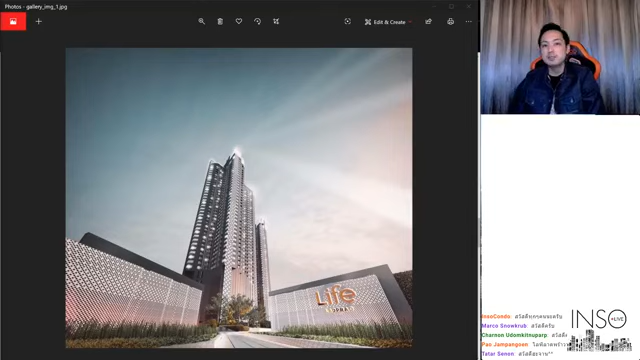 Photos - gallery_img_1.jpg
Edit & Create
Life
InsoCondo: สวัสดีทุกๆคนนะครับ
Marco Snowkrub: สวัสดีครับ
Charnon Udomkitnuparp: สวัสดี
Pao Jampangoen:
Tatar Senen:
INSO
LIVE